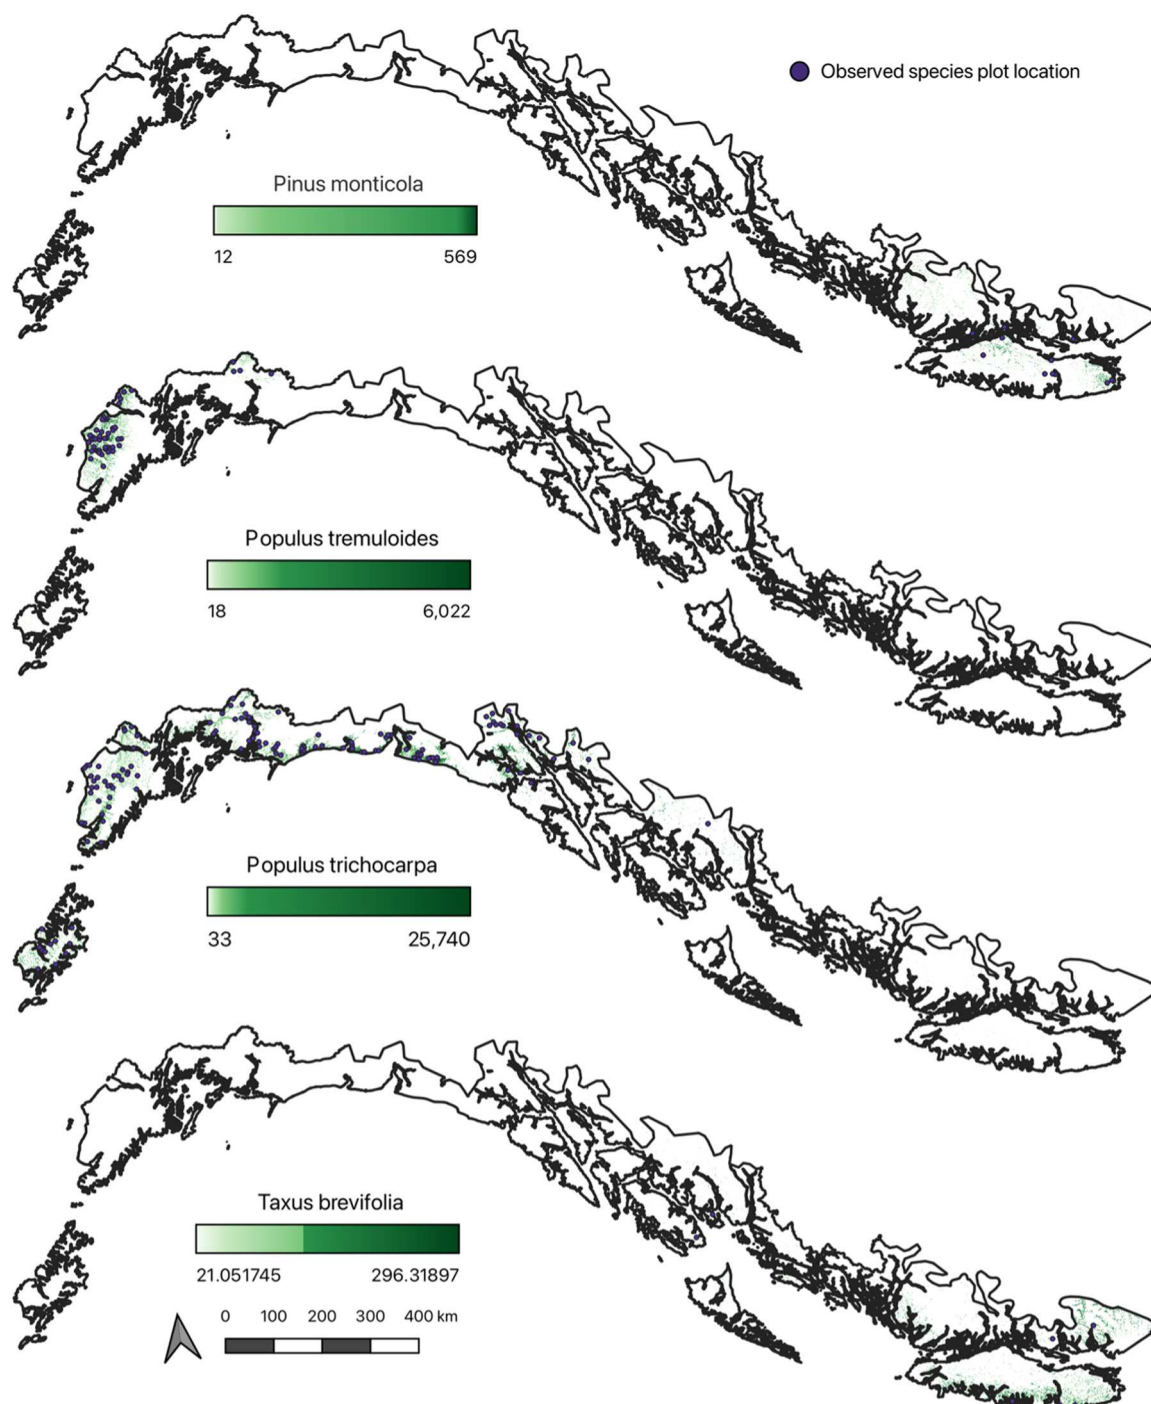 Observed species plot location
Pinus monticola
12 569
Populus tremuloides
18 6,022
Populus trichocarpa
33 25,740
Taxus brevifolia
21.051745 296.31897
0 100 200 300 400 km